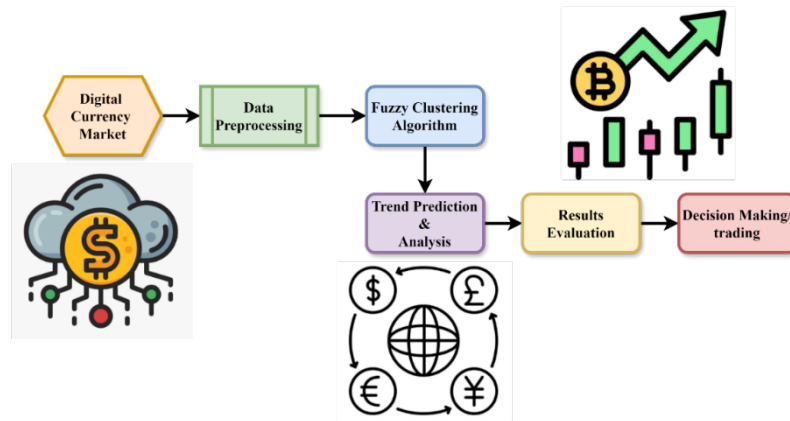 Digital
Currency
Market
Data
Preprocessing
Fuzzy Clustering
Algorithm
Trend Prediction
&
Analysis
Results
Evaluation
Decision Making/
trading
$
£
€
¥